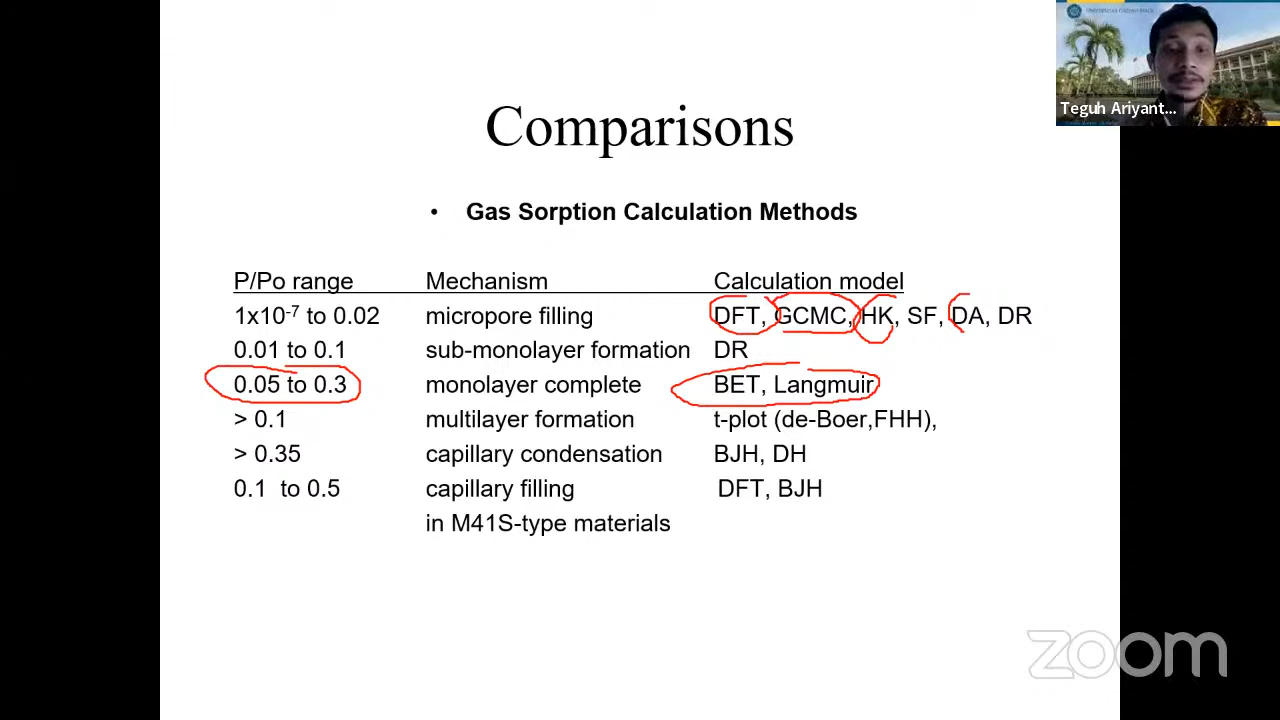 Teguh Ariyant...
Comparisons
• Gas Sorption Calculation Methods
P/Po range Mechanism Calculation model
1x10⁻⁷ to 0.02 micropore filling DFT, GCMC, HK, SF, DA, DR
0.01 to 0.1 sub-monolayer formation DR
0.05 to 0.3 monolayer complete BET, Langmuir
> 0.1 multilayer formation t-plot (de-Boer,FHH),
> 0.35 capillary condensation BJH, DH
0.1 to 0.5 capillary filling DFT, BJH
in M41S-type materials
zoom